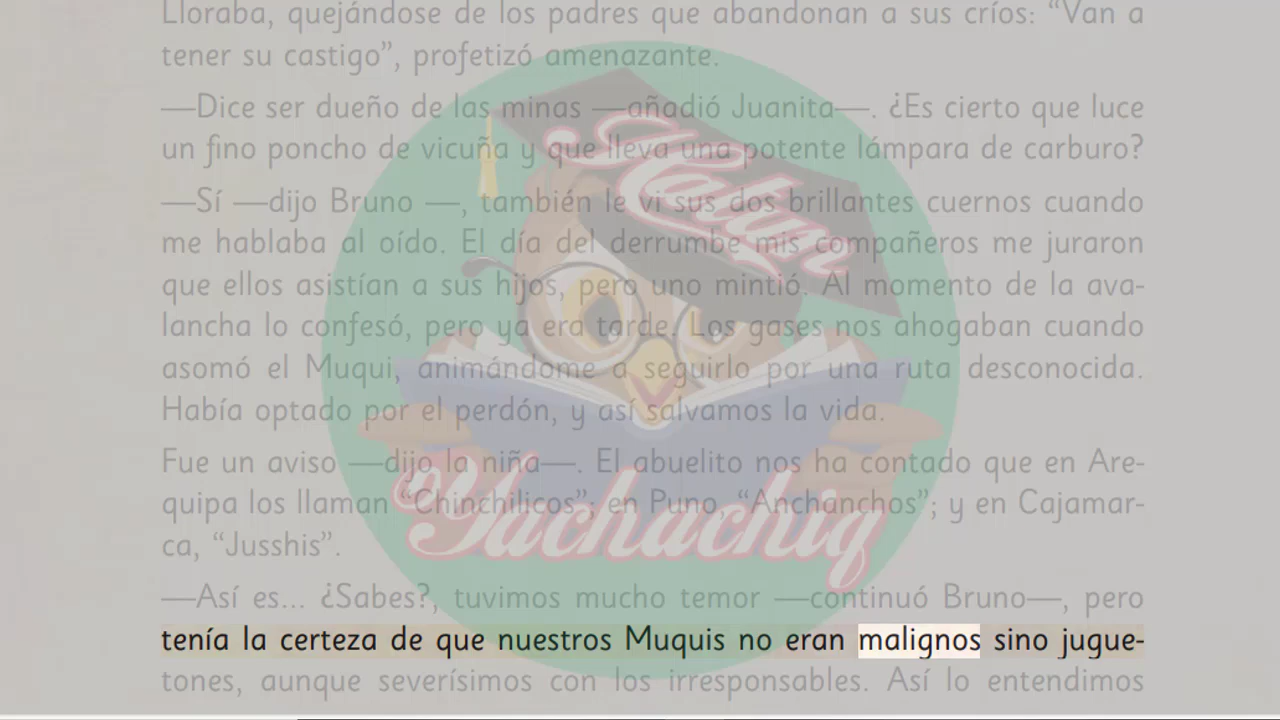 Lloraba, quejándose de los padres que abandonan a sus críos: “Van a
tener su castigo”, profetizó amenazante.
—Dice ser dueño de las minas —añadió Juanita—. ¿Es cierto que luce
un fino poncho de vicuña y que lleva una potente lámpara de carburo?
—Sí —dijo Bruno —, también le vi sus dos brillantes cuernos cuando
me hablaba al oído. El día del derrumbe mis compañeros me juraron
que ellos asistían a sus hijos, pero uno mintió. Al momento de la ava-
lancha lo confesó, pero ya era tarde. Los gases nos ahogaban cuando
asomó el Muqui, animándome a seguirlo por una ruta desconocida.
Había optado por el perdón, y así salvamos la vida.
Fue un aviso —dijo la niña—. El abuelito nos ha contado que en Are-
quipa los llaman “Chinchilicos”; en Puno, “Anchanchos”; y en Cajamar-
ca, “Jusshis”.
—Así es... ¿Sabes?, tuvimos mucho temor —continuó Bruno—, pero
tenía la certeza de que nuestros Muquis no eran malignos sino jugue-
tones, aunque severísimos con los irresponsables. Así lo entendimos
Hatun
Yachachiq